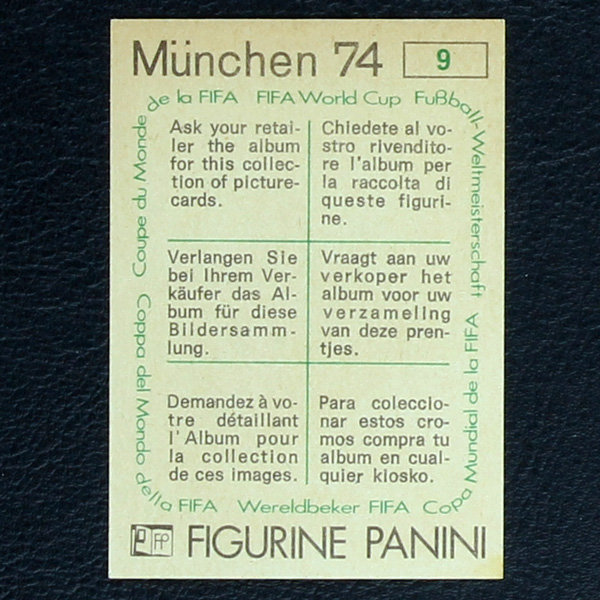 München 74 9
de la FIFA FIFA World Cup Fußball-Weltmeisterschaft
Copa Mundial de la FIFA
Wereldbeker FIFA
Coppa del Mondo della FIFA
Coupe du Monde
Ask your retai-
ler the album
for this collec-
tion of picture-
cards.
Chiedete al vo-
stro rivendito-
re l'album per
la raccolta di
queste figuri-
ne.
Verlangen Sie
bei Ihrem Ver-
käufer das Al-
bum für diese
Bildersamm-
lung.
Vraagt aan uw
verkoper het
album voor uw
verzameling
van deze pren-
tjes.
Demandez à vo-
tre détaillant
l'Album pour
la collection
de ces images.
Para coleccio-
nar estos cro-
mos compra tu
album en cual-
quier kiosko.
FP FIGURINE PANINI